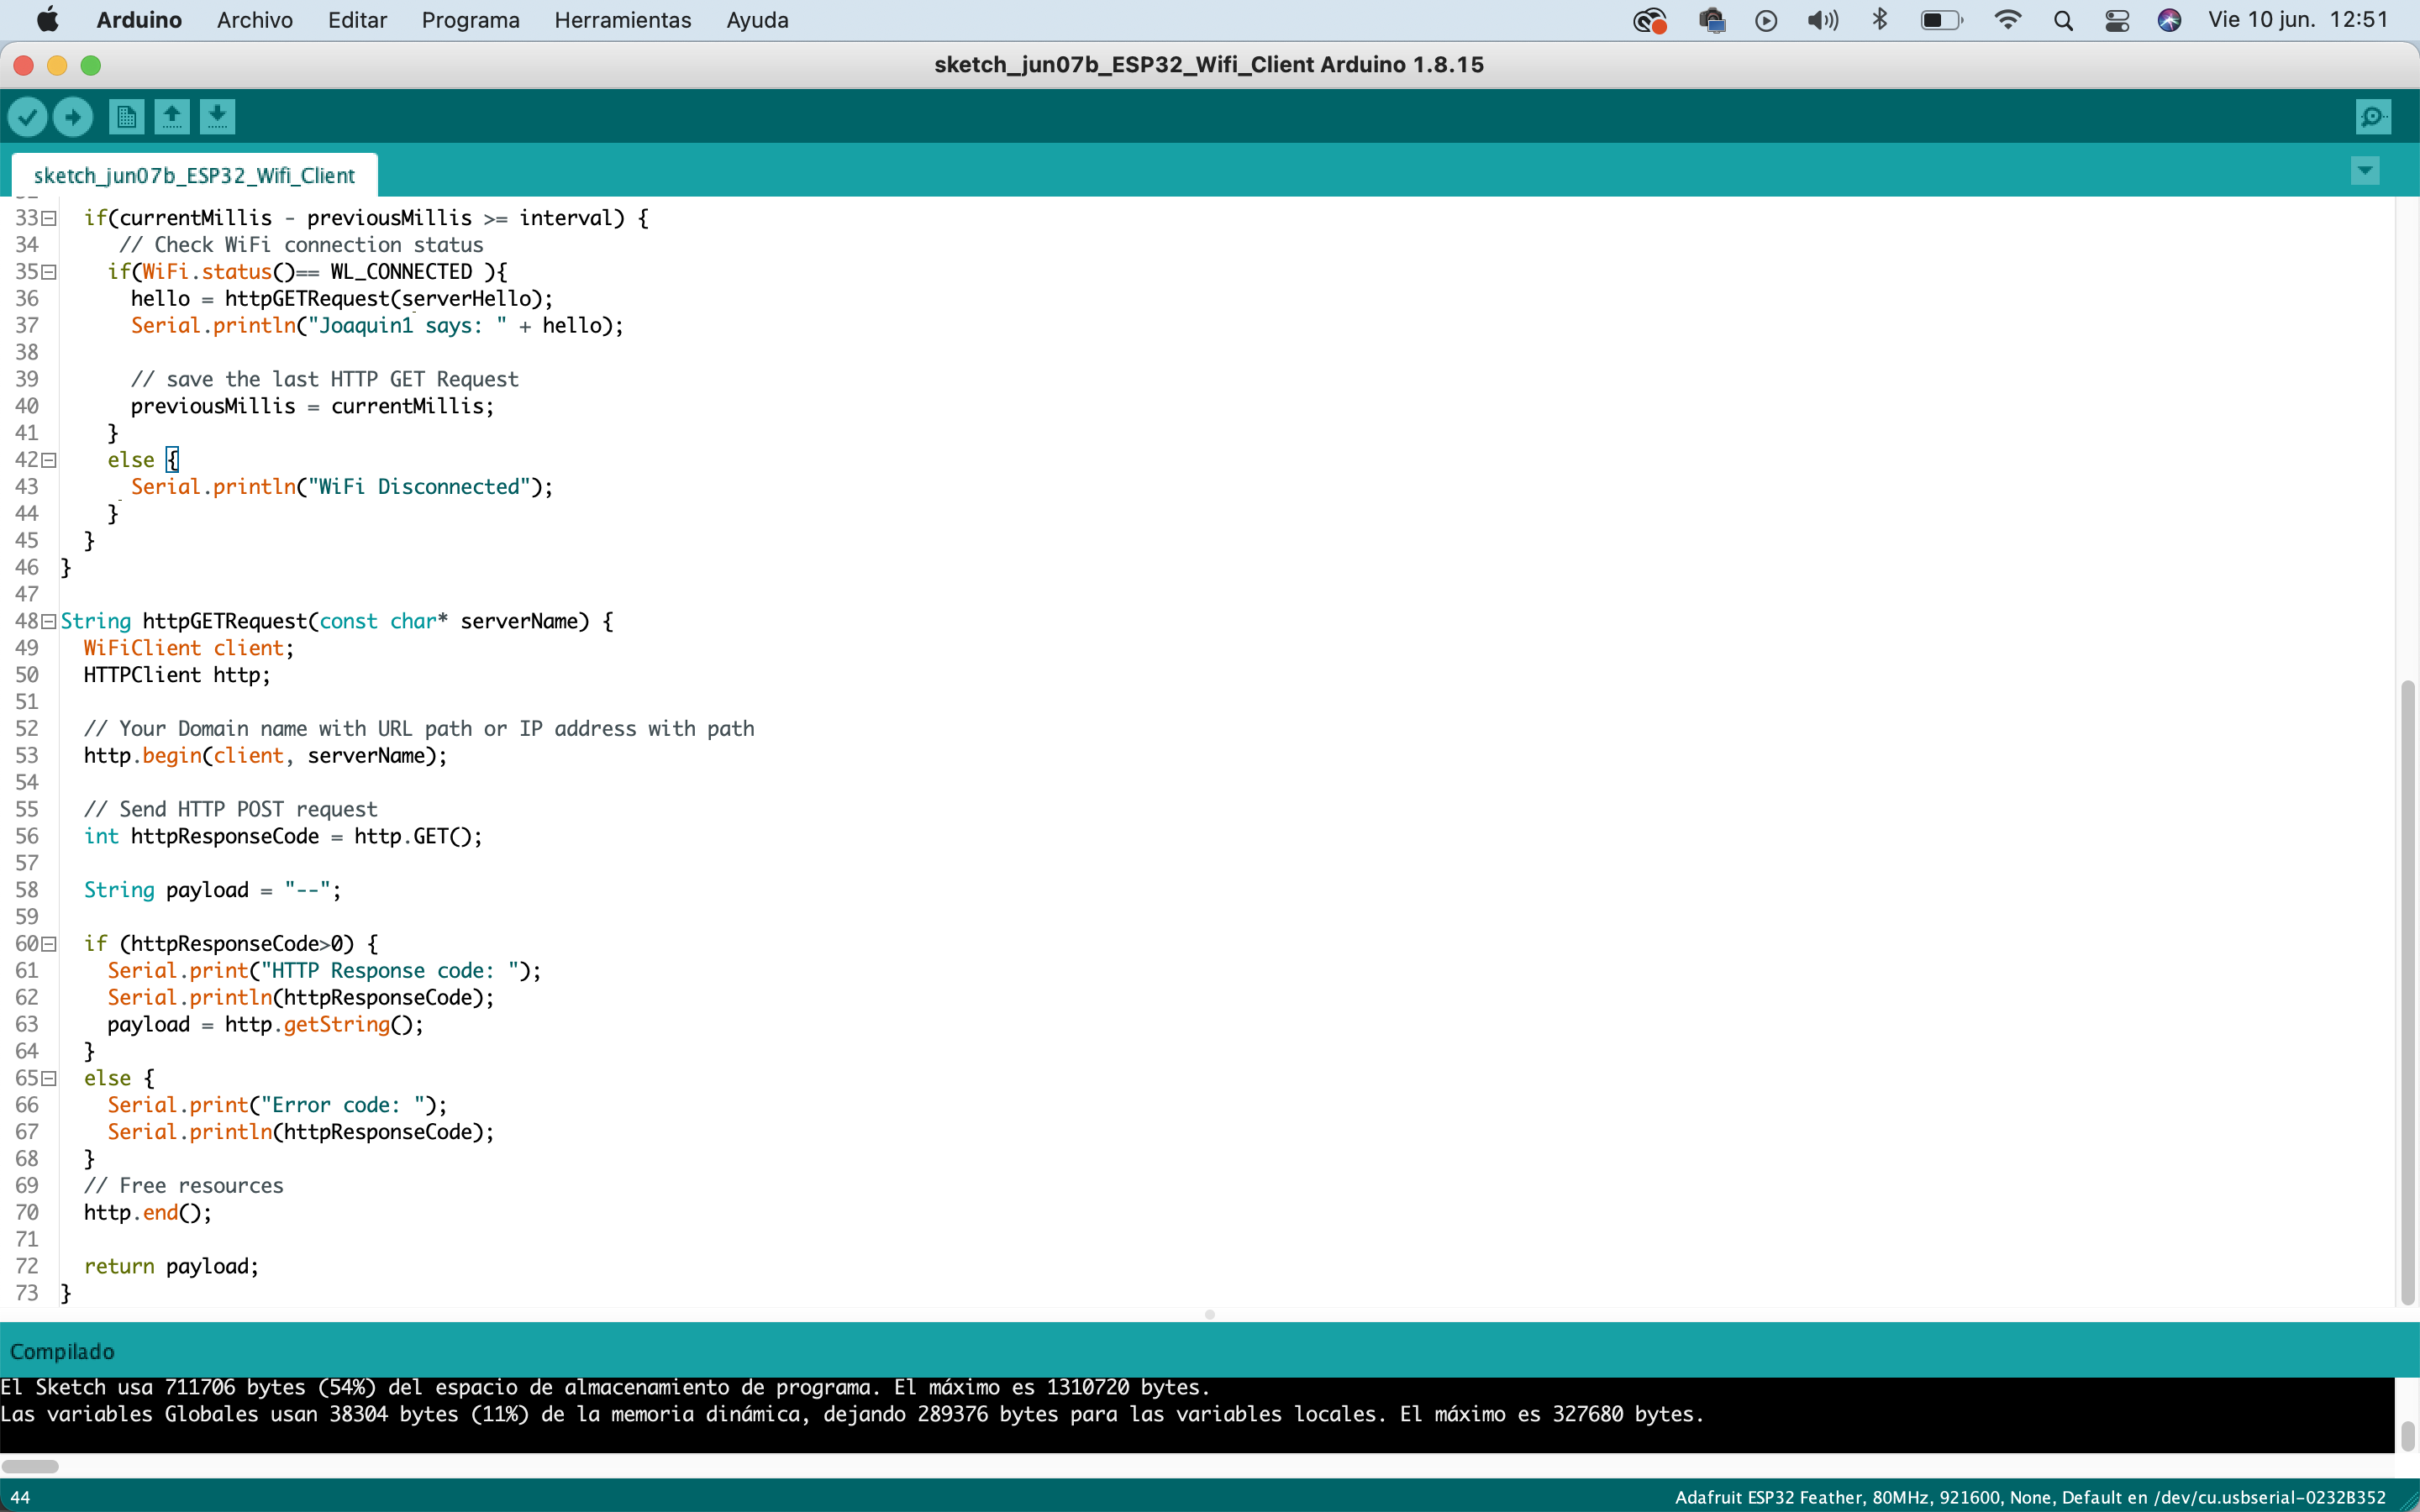 Arduino Archivo Editar Programa Herramientas Ayuda Vie 10 jun. 12:51
sketch_jun07b_ESP32_Wifi_Client Arduino 1.8.15
sketch_jun07b_ESP32_Wifi_Client
33 if(currentMillis - previousMillis >= interval) {
34 // Check WiFi connection status
35 if(WiFi.status()== WL_CONNECTED ){
36 hello = httpGETRequest(serverHello);
37 Serial.println("Joaquin1 says: " + hello);
38
39 // save the last HTTP GET Request
40 previousMillis = currentMillis;
41 }
42 else {
43 Serial.println("WiFi Disconnected");
44 }
45 }
46 }
47
48 String httpGETRequest(const char* serverName) {
49 WiFiClient client;
50 HTTPClient http;
51
52 // Your Domain name with URL path or IP address with path
53 http.begin(client, serverName);
54
55 // Send HTTP POST request
56 int httpResponseCode = http.GET();
57
58 String payload = "--";
59
60 if (httpResponseCode>0) {
61 Serial.print("HTTP Response code: ");
62 Serial.println(httpResponseCode);
63 payload = http.getString();
64 }
65 else {
66 Serial.print("Error code: ");
67 Serial.println(httpResponseCode);
68 }
69 // Free resources
70 http.end();
71
72 return payload;
73 }
Compilado
El Sketch usa 711706 bytes (54%) del espacio de almacenamiento de programa. El máximo es 1310720 bytes.
Las variables Globales usan 38304 bytes (11%) de la memoria dinámica, dejando 289376 bytes para las variables locales. El máximo es 327680 bytes.
44 Adafruit ESP32 Feather, 80MHz, 921600, None, Default en /dev/cu.usbserial-0232B352